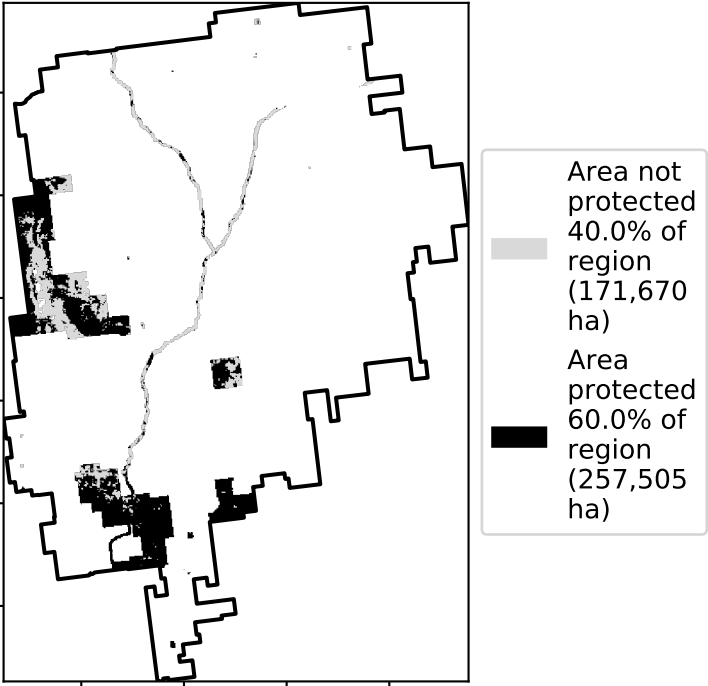 Area not
protected
40.0% of
region
(171,670
ha)
Area
protected
60.0% of
region
(257,505
ha)